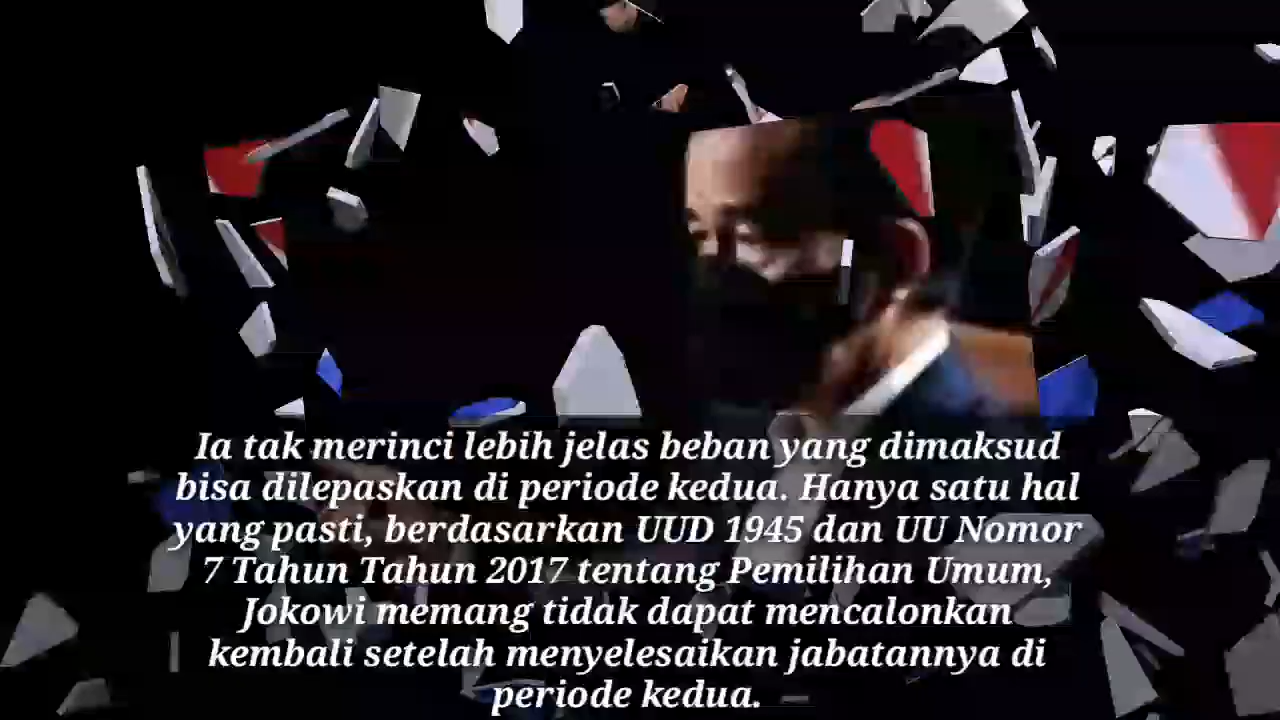 Ia tak merinci lebih jelas beban yang dimaksud
bisa dilepaskan di periode kedua. Hanya satu hal
yang pasti, berdasarkan UUD 1945 dan UU Nomor
7 Tahun Tahun 2017 tentang Pemilihan Umum,
Jokowi memang tidak dapat mencalonkan
kembali setelah menyelesaikan jabatannya di
periode kedua.